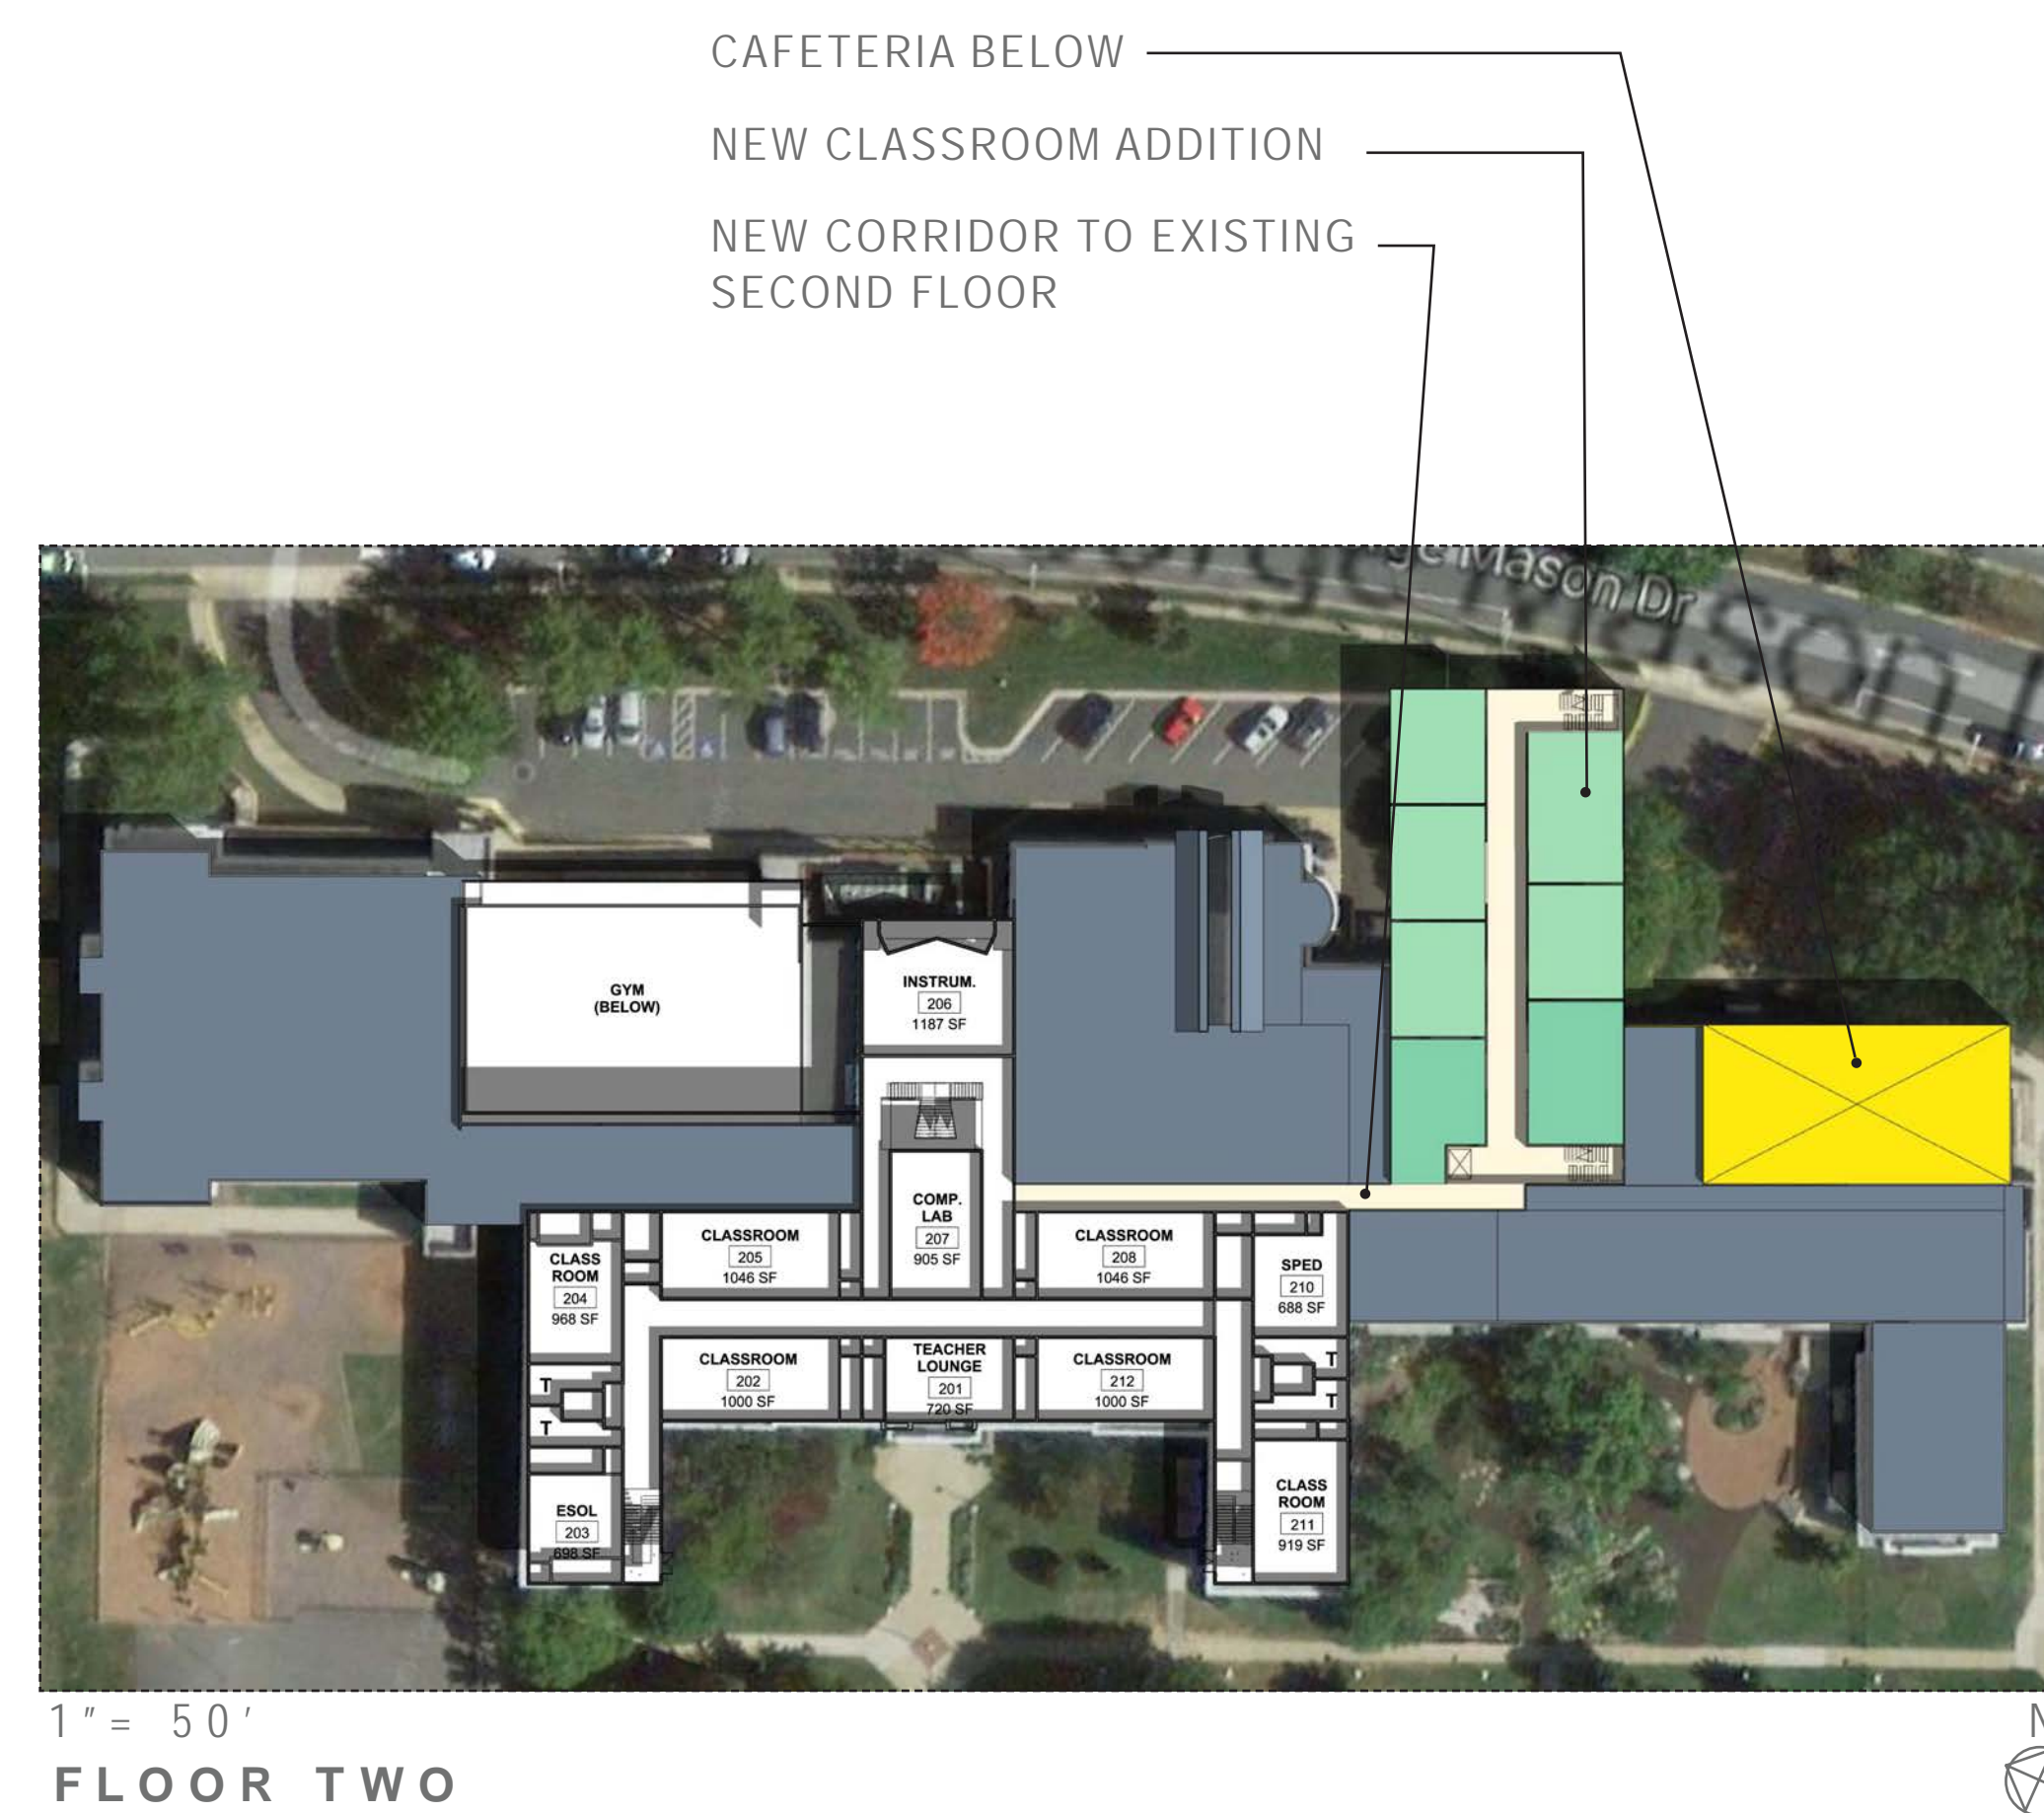 CAFETERIA BELOW
NEW CLASSROOM ADDITION
NEW CORRIDOR TO EXISTING
SECOND FLOOR
Mason Dr
GYM
(BELOW)
INSTRUM.
206
1187 SF
COMP.
LAB
207
905 SF
CLASS
ROOM
204
968 SF
CLASSROOM
205
1046 SF
CLASSROOM
208
1046 SF
SPED
210
688 SF
CLASSROOM
202
1000 SF
TEACHER
LOUNGE
201
720 SF
CLASSROOM
212
1000 SF
T
T
T
T
ESOL
203
698 SF
CLASS
ROOM
211
919 SF
1"= 50'
FLOOR TWO